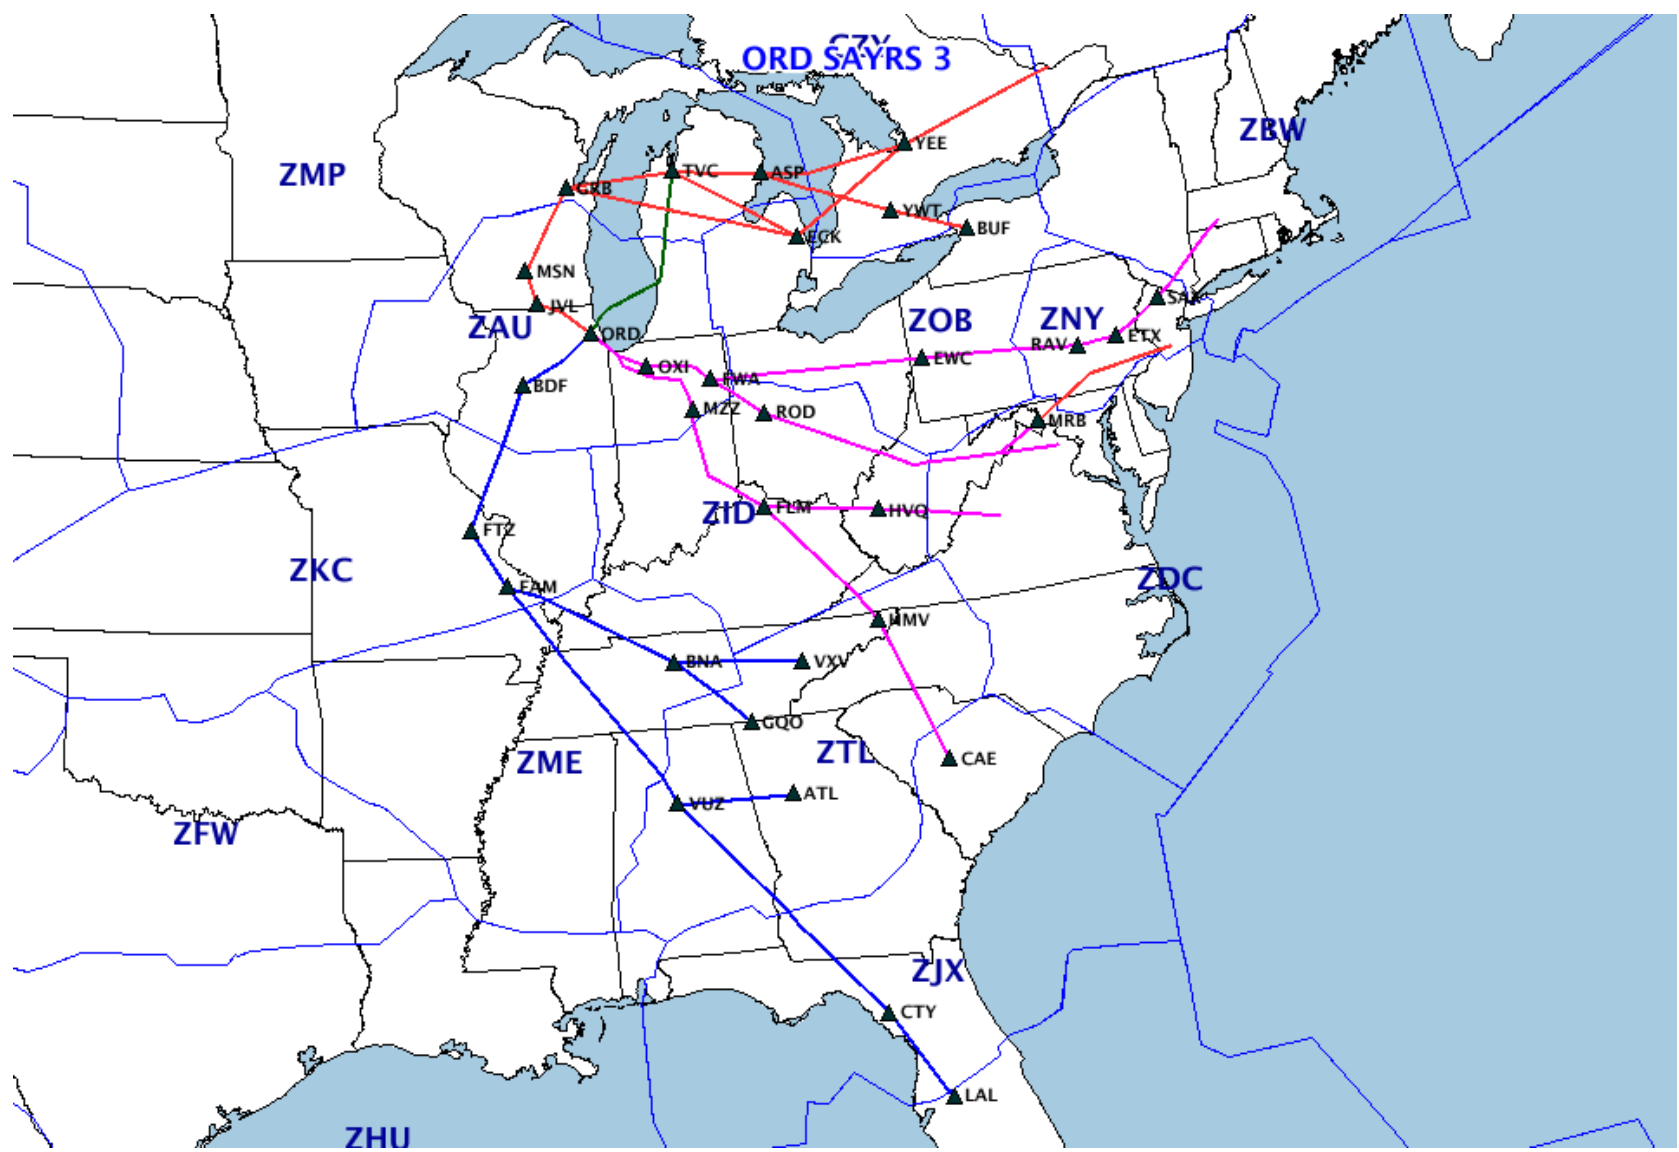 CZY
ORD SAYRS 3
ZBW
YEE
ZMP
TVC
ASP
GRB
YWT
BUF
ECK
MSN
SAX
JVL
ZAU
ORD
ZOB
ZNY
ETX
RAV
EWC
OXI
FWA
BDF
MZZ
ROD
MRB
ZID
FLM
HVQ
FTZ
ZKC
ZDC
FAM
HMV
BNA
VXV
GQO
ZME
ZTL
CAE
ATL
VUZ
ZFW
ZJX
CTY
LAL
ZHU